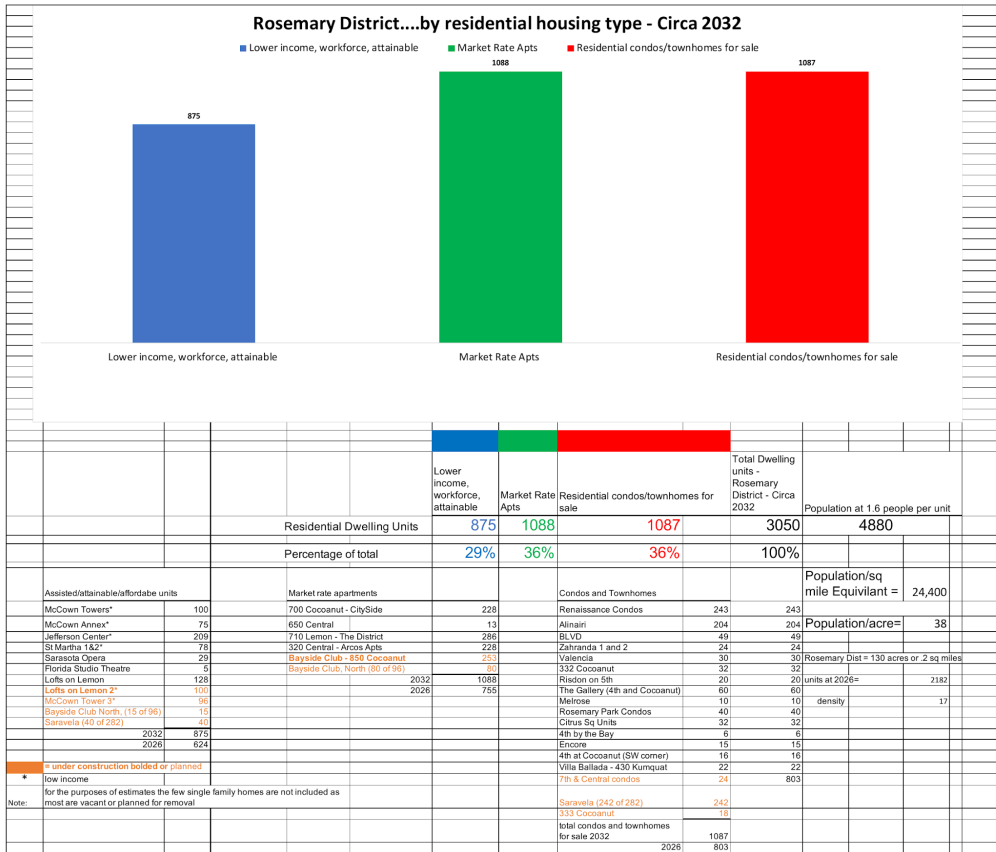 Rosemary District....by residential housing type - Circa 2032
Lower income, workforce, attainable Market Rate Apts Residential condos/townhomes for sale
875
1088
1087
Lower income, workforce, attainable
Market Rate Apts
Residential condos/townhomes for sale
Lower
income,
workforce,
attainable
Market Rate
Apts
Residential condos/townhomes for
sale
Total Dwelling
units -
Rosemary
District - Circa
2032
Population at 1.6 people per unit
Residential Dwelling Units 875 1088 1087 3050 4880
Percentage of total 29% 36% 36% 100%
Population/sq
mile Equivilant = 24,400
Population/acre= 38
Rosemary Dist = 130 acres or .2 sq miles
units at 2026= 2182
density 17
Assisted/attainable/affordabe units
McCown Towers* 100
McCown Annex* 75
Jefferson Center* 209
St Martha 1&2* 78
Sarasota Opera 29
Florida Studio Theatre 5
Lofts on Lemon 128
Lofts on Lemon 2* 100
McCown Tower 3* 96
Bayside Club North, (15 of 96) 15
Saravela (40 of 282) 40
2032 875
2026 624
= under construction bolded or planned
* low income
Note: for the purposes of estimates the few single family homes are not included as
most are vacant or planned for removal
Market rate apartments
700 Cocoanut - CitySide 228
650 Central 13
710 Lemon - The District 286
320 Central - Arcos Apts 228
Bayside Club - 850 Cocoanut 253
Bayside Club, North (80 of 96) 80
2032 1088
2026 755
Condos and Townhomes
Renaissance Condos 243 243
Alinairi 204 204
BLVD 49 49
Zahranda 1 and 2 24 24
Valencia 30 30
332 Cocoanut 32 32
Risdon on 5th 20 20
The Gallery (4th and Cocoanut) 60 60
Melrose 10 10
Rosemary Park Condos 40 40
Citrus Sq Units 32 32
4th by the Bay 6 6
Encore 15 15
4th at Cocoanut (SW corner) 16 16
Villa Ballada - 430 Kumquat 22 22
7th & Central condos 24 803
Saravela (242 of 282) 242
333 Cocoanut 18
total condos and townhomes
for sale 2032 1087
2026 803